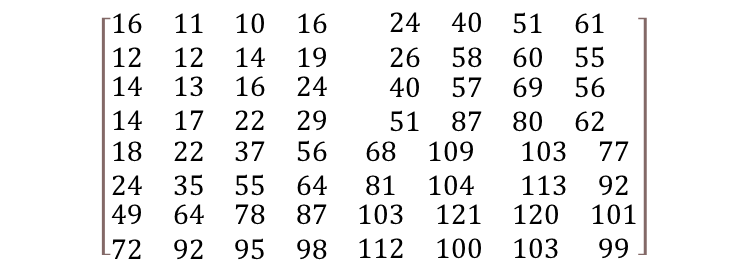 16 11 10 16 24 40 51 61
12 12 14 19 26 58 60 55
14 13 16 24 40 57 69 56
14 17 22 29 51 87 80 62
18 22 37 56 68 109 103 77
24 35 55 64 81 104 113 92
49 64 78 87 103 121 120 101
72 92 95 98 112 100 103 99